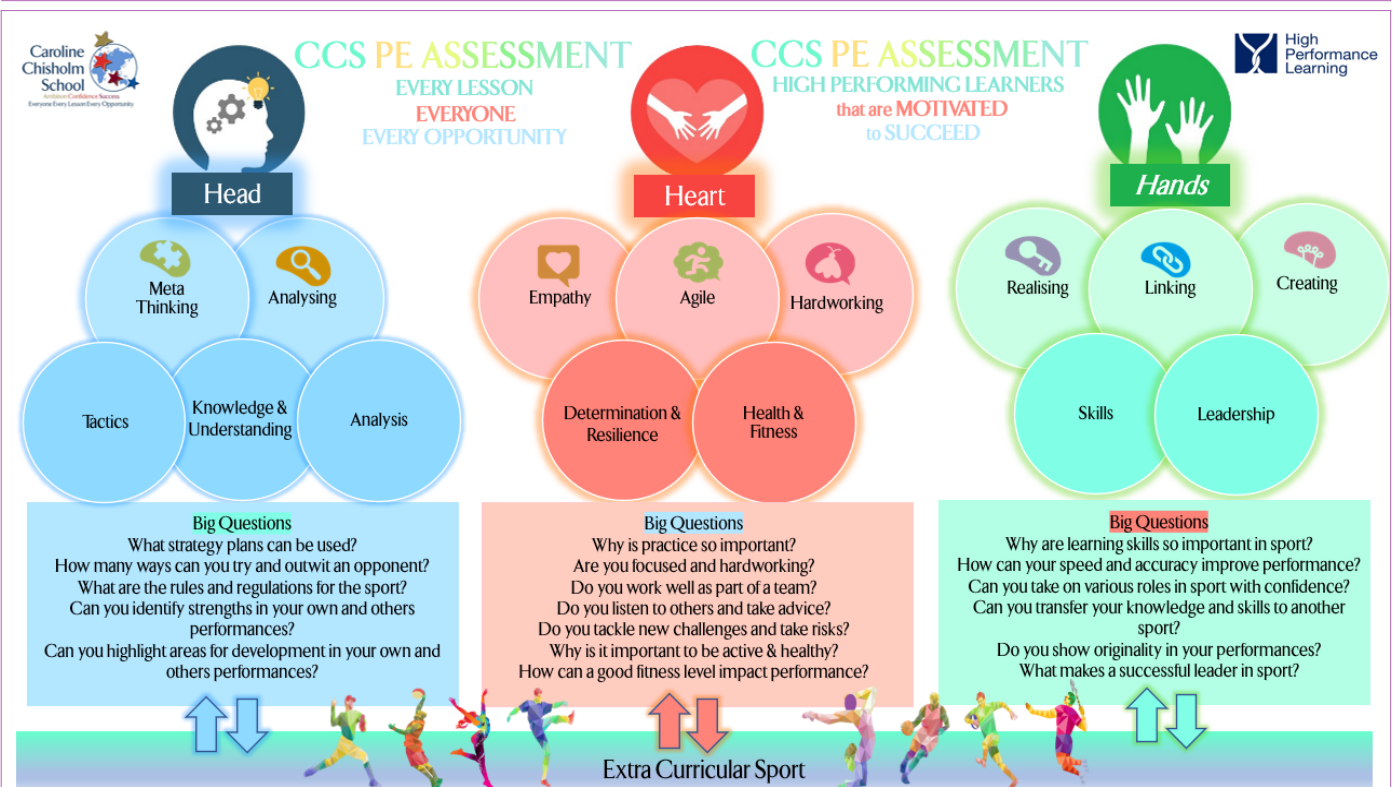 Caroline
Chisholm
School
Ambition Confidence Success
Everyone Every Lesson Every Opportunity
CCS PE ASSESSMENT
EVERY LESSON
EVERYONE
EVERY OPPORTUNITY
CCS PE ASSESSMENT
HIGH PERFORMING LEARNERS
that are MOTIVATED
to SUCCEED
High
Performance
Learning
Head
Meta
Thinking
Analysing
Tactics
Knowledge &
Understanding
Analysis
Big Questions
What strategy plans can be used?
How many ways can you try and outwit an opponent?
What are the rules and regulations for the sport?
Can you identify strengths in your own and others
performances?
Can you highlight areas for development in your own and
others performances?
Heart
Empathy
Agile
Hardworking
Determination &
Resilience
Health &
Fitness
Big Questions
Why is practice so important?
Are you focused and hardworking?
Do you work well as part of a team?
Do you listen to others and take advice?
Do you tackle new challenges and take risks?
Why is it important to be active & healthy?
How can a good fitness level impact performance?
Hands
Realising
Linking
Creating
Skills
Leadership
Big Questions
Why are learning skills so important in sport?
How can your speed and accuracy improve performance?
Can you take on various roles in sport with confidence?
Can you transfer your knowledge and skills to another
sport?
Do you show originality in your performances?
What makes a successful leader in sport?
Extra Curricular Sport